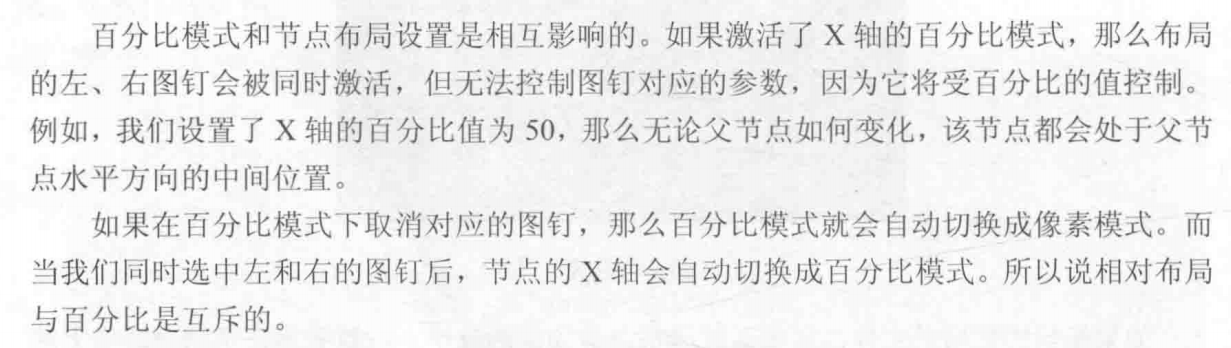 百分比模式和节点布局设置是相互影响的。如果激活了 X 轴的百分比模式，那么布局
的左、右图钉会被同时激活，但无法控制图钉对应的参数，因为它将受百分比的值控制。
例如，我们设置了 X 轴的百分比值为 50，那么无论父节点如何变化，该节点都会处于父节
点水平方向的中间位置。
如果在百分比模式下取消对应的图钉，那么百分比模式就会自动切换成像素模式。而
当我们同时选中左和右的图钉后，节点的 X 轴会自动切换成百分比模式。所以说相对布局
与百分比是互斥的。